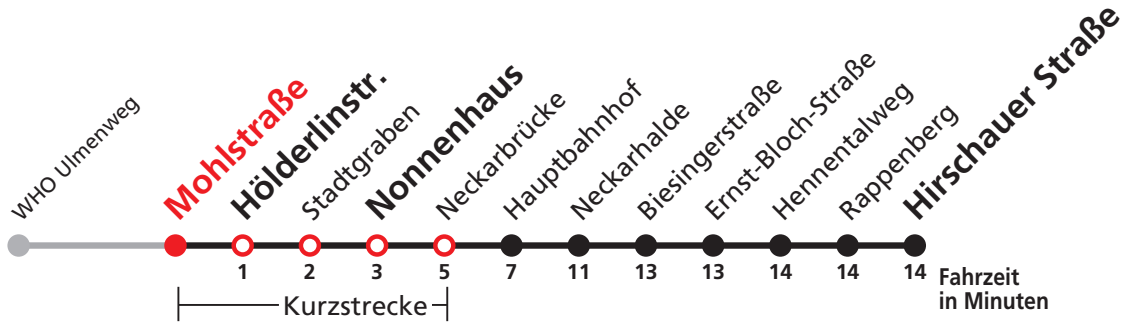 WHO Ulmenweg
Mohlstraße
Hölderlinstr.
Stadtgraben
Nonnenhaus
Neckarbrücke
Hauptbahnhof
Neckarhalde
Biesingerstraße
Ernst-Bloch-Straße
Hennentalweg
Rappenberg
Hirschauer Straße
1 2 3 5 7 11 13 13 14 14 14
Fahrzeit
in Minuten
Kurzstrecke